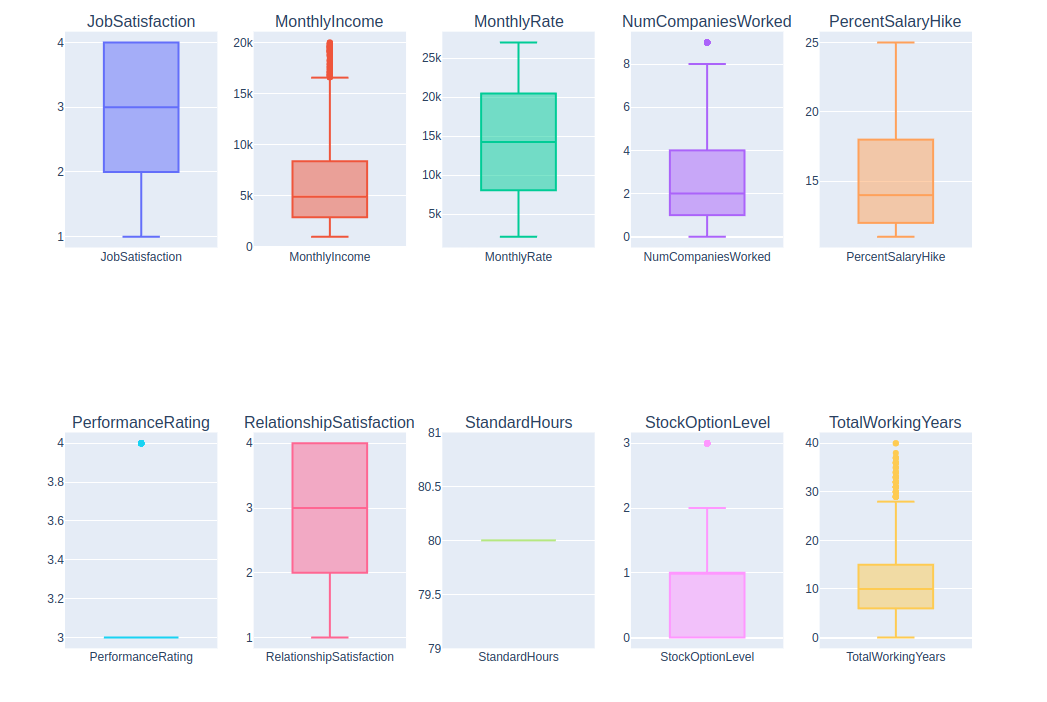 JobSatisfaction
MonthlyIncome
MonthlyRate
NumCompaniesWorked
PercentSalaryHike
4
3
2
1
JobSatisfaction
20k
15k
10k
5k
0
MonthlyIncome
25k
20k
15k
10k
5k
MonthlyRate
8
6
4
2
0
NumCompaniesWorked
25
20
15
PercentSalaryHike
PerformanceRating
RelationshipSatisfaction
StandardHours
StockOptionLevel
TotalWorkingYears
4
3.8
3.6
3.4
3.2
3
PerformanceRating
4
3
2
1
RelationshipSatisfaction
81
80.5
80
79.5
79
StandardHours
3
2
1
0
StockOptionLevel
40
30
20
10
0
TotalWorkingYears